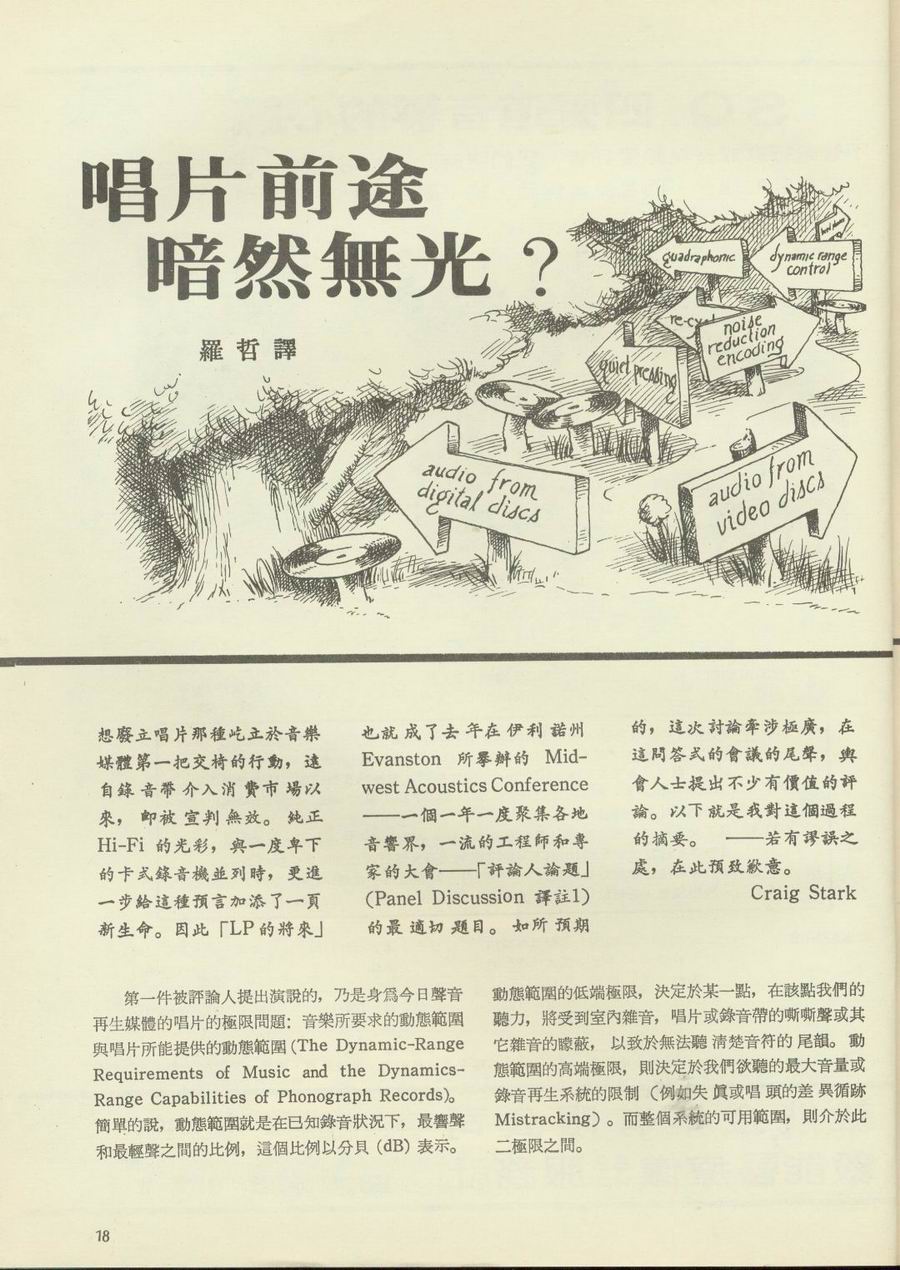 唱片前途
暗然無光？
羅哲譯
quadraphonic
dynamic range
control
noise
reduction
encoding
quiet pressing
audio from
digital discs
audio from
video discs
想廢立唱片那種屹立於音樂
媒體第一把交椅的行動，遠
自錄音帶介入消費市場以
來，即被宣判無效。純正
Hi-Fi 的光彩，與一度卑下
的卡式錄音機並列時，更進
一步給這種預言加添了一頁
新生命。因此「LP的將來」
也就成了去年在伊利諾州
Evanston 所舉辦的 Mid-
west Acoustics Conference
——一個一年一度聚集各地
音響界，一流的工程師和專
家的大會——「評論人論題」
(Panel Discussion 譯註1)
的最適切題目。如所預期
的，這次討論牽涉極廣，在
這問答式的會議的尾聲，與
會人士提出不少有價值的評
論。以下就是我對這個過程
的摘要。——若有謬誤之
處，在此預致歉意。
Craig Stark
第一件被評論人提出演說的，乃是身爲今日聲音
再生媒體的唱片的極限問題：音樂所要求的動態範圍
與唱片所能提供的動態範圍 (The Dynamic-Range
Requirements of Music and the Dynamics-
Range Capabilities of Phonograph Records)。
簡單的說，動態範圍就是在已知錄音狀況下，最響聲
和最輕聲之間的比例，這個比例以分貝 (dB) 表示。
動態範圍的低端極限，決定於某一點，在該點我們的
聽力，將受到室內雜音，唱片或錄音帶的嘶嘶聲或其
它雜音的矇蔽，以致於無法聽清楚音符的尾韻。動
態範圍的高端極限，則決定於我們欲聽的最大音量或
錄音再生系統的限制（例如失眞或唱頭的差異循跡
Mistracking）。而整個系統的可用範圍，則介於此
二極限之間。
18